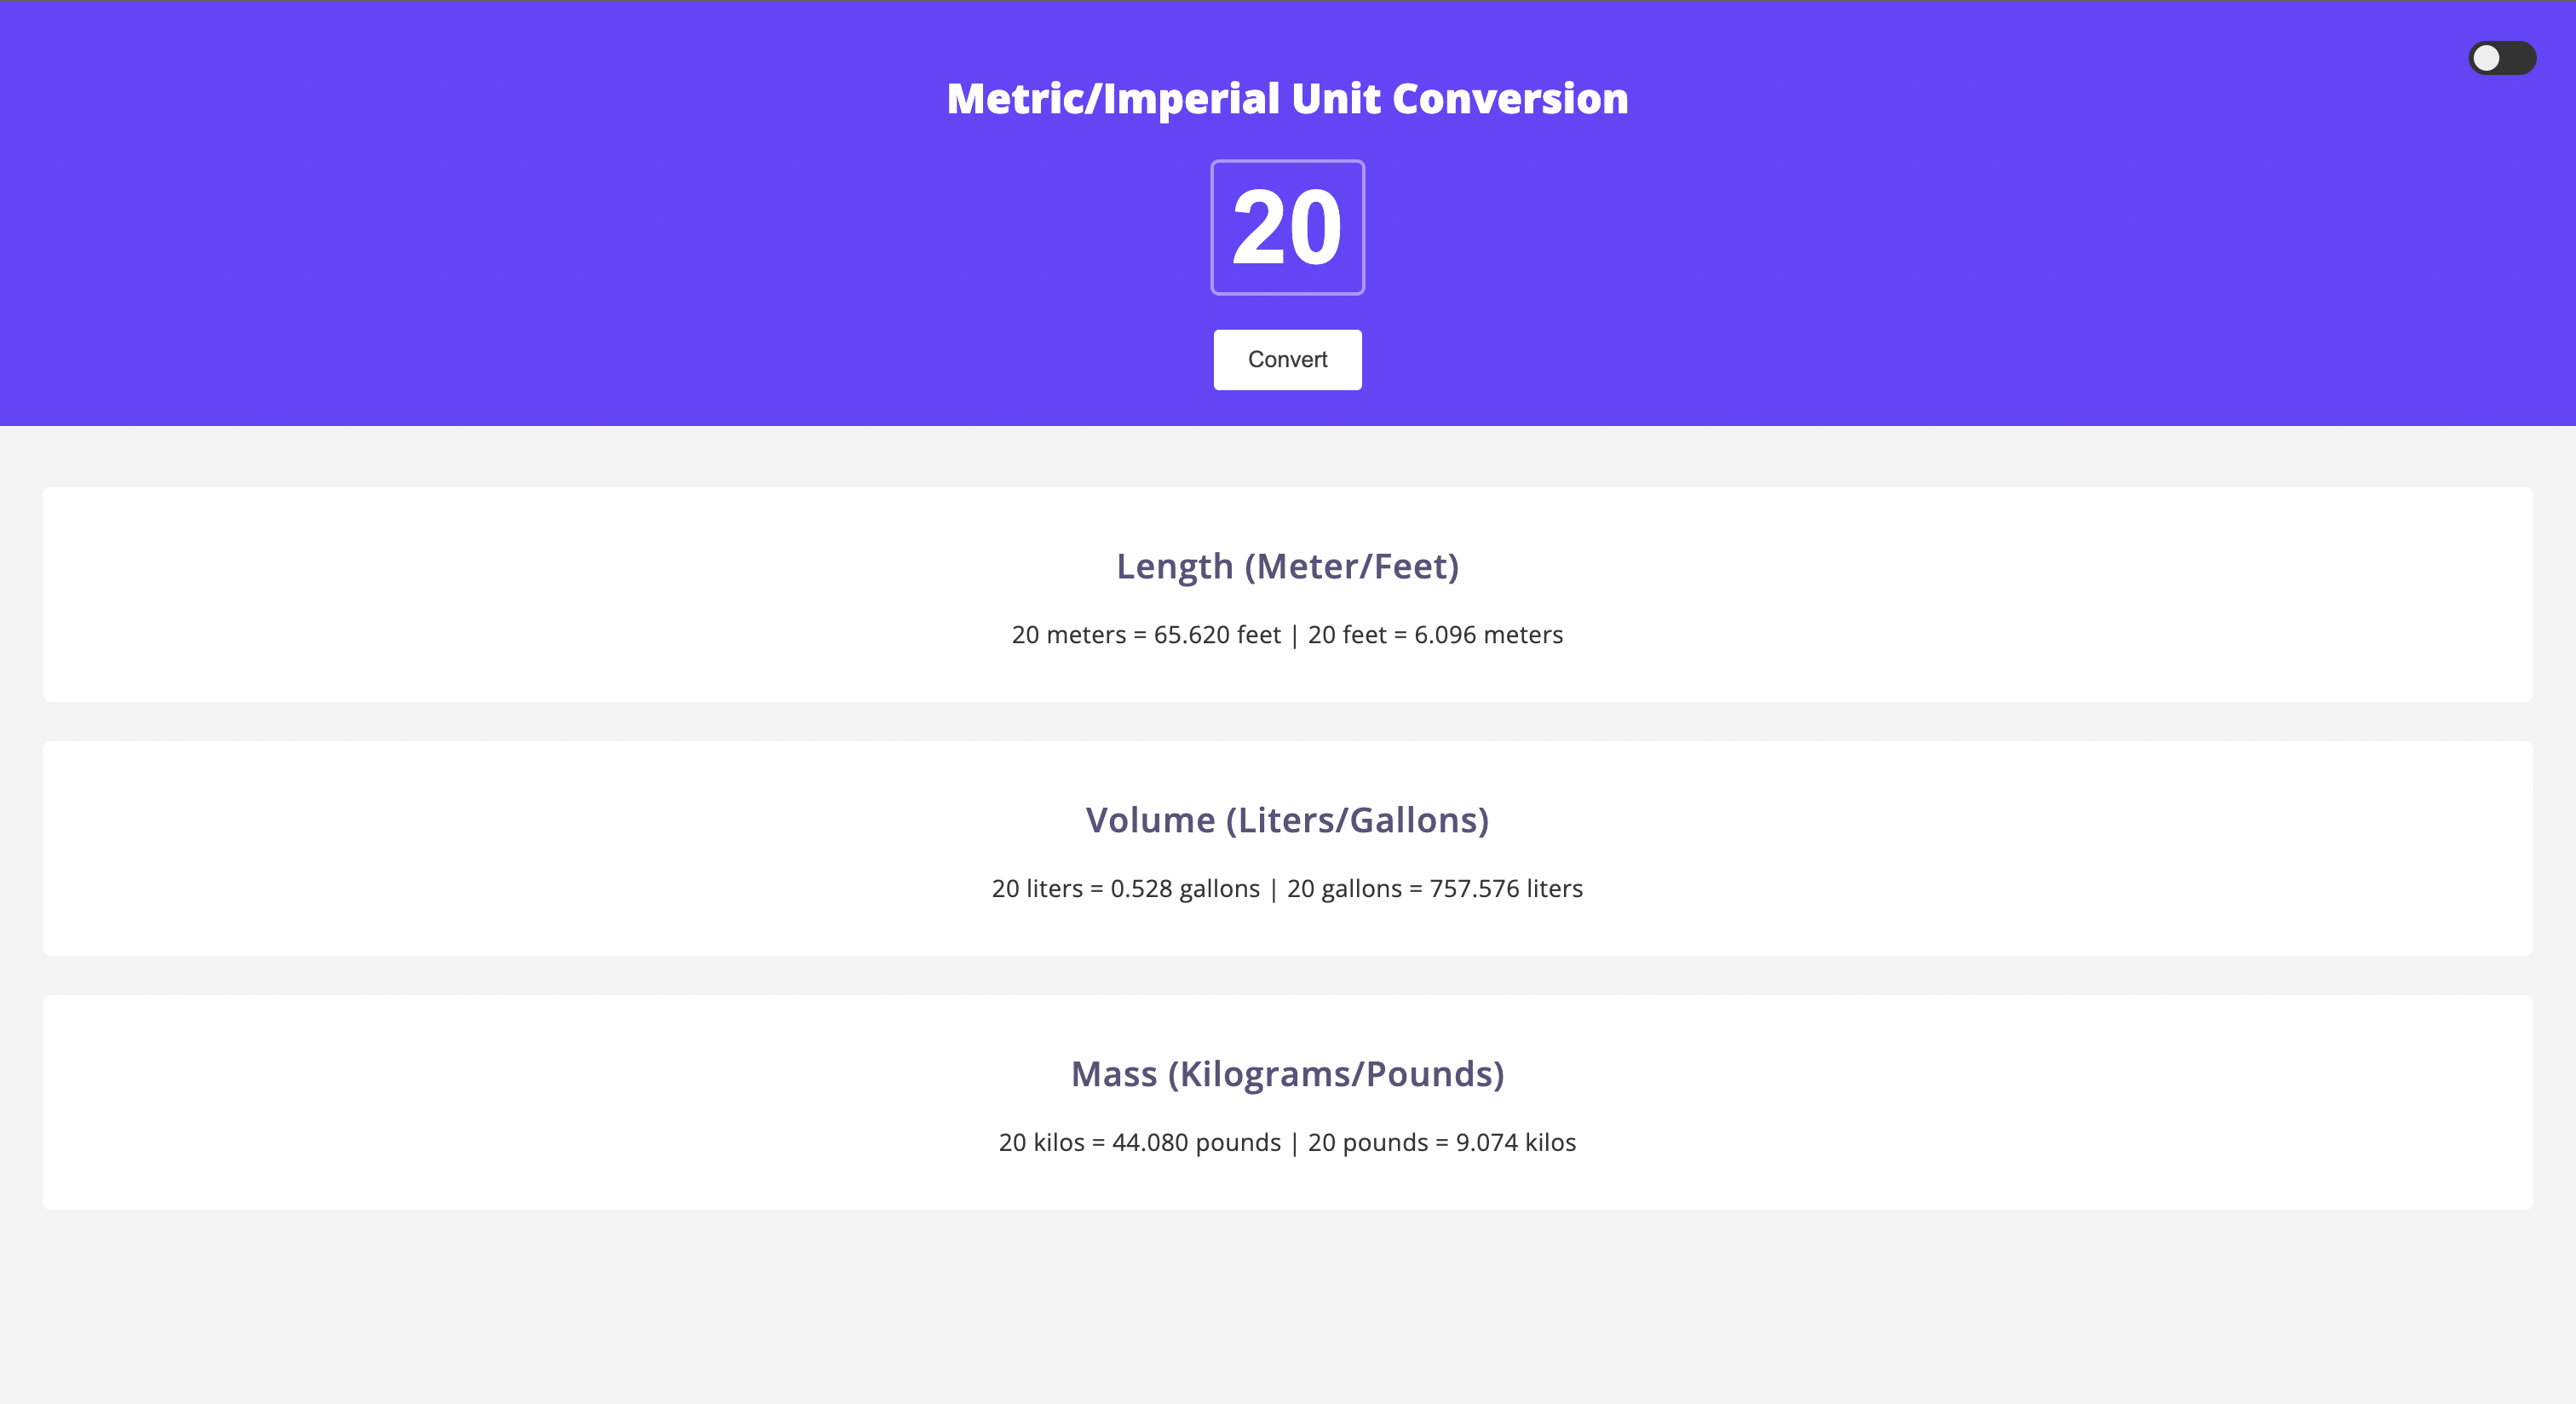 Metric/Imperial Unit Conversion
20
Convert
Length (Meter/Feet)
20 meters = 65.620 feet | 20 feet = 6.096 meters
Volume (Liters/Gallons)
20 liters = 0.528 gallons | 20 gallons = 757.576 liters
Mass (Kilograms/Pounds)
20 kilos = 44.080 pounds | 20 pounds = 9.074 kilos